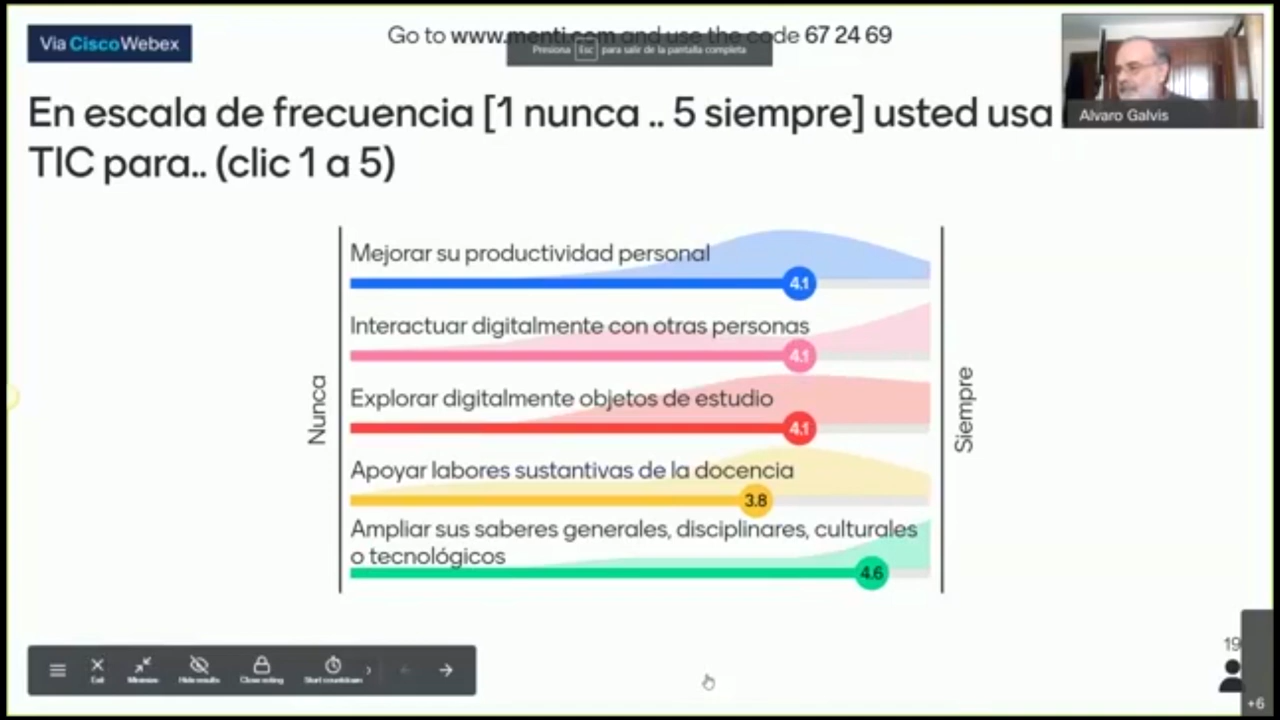 Via CiscoWebex
Go to www.menti.com and use the code 67 24 69
Presiona Esc para salir de la pantalla completa
Alvaro Galvis
En escala de frecuencia [1 nunca .. 5 siempre] usted usa
TIC para.. (clic 1 a 5)
Mejorar su productividad personal
4.1
Interactuar digitalmente con otras personas
4.1
Explorar digitalmente objetos de estudio
4.1
Apoyar labores sustantivas de la docencia
3.8
Ampliar sus saberes generales, disciplinares, culturales
o tecnológicos
4.6
Nunca
Siempre
Exit
Minimize
Hide results
Close voting
Start countdown
19
+6